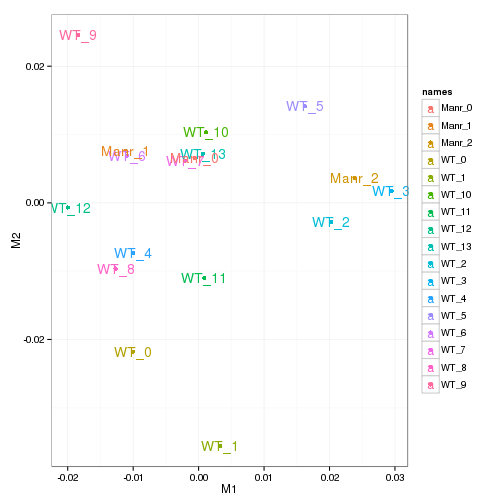 WT_9
0.02
WT_5
WT_10
Manr_1
WT_6
WT_7
Manr_0
WT_13
Manr_2
WT_3
0.00
WT_12
WT_2
WT_4
WT_8
WT_11
-0.02
WT_0
WT_1
M2
-0.02
-0.01
0.00
0.01
0.02
0.03
M1
names
a Manr_0
a Manr_1
a Manr_2
a WT_0
a WT_1
a WT_10
a WT_11
a WT_12
a WT_13
a WT_2
a WT_3
a WT_4
a WT_5
a WT_6
a WT_7
a WT_8
a WT_9